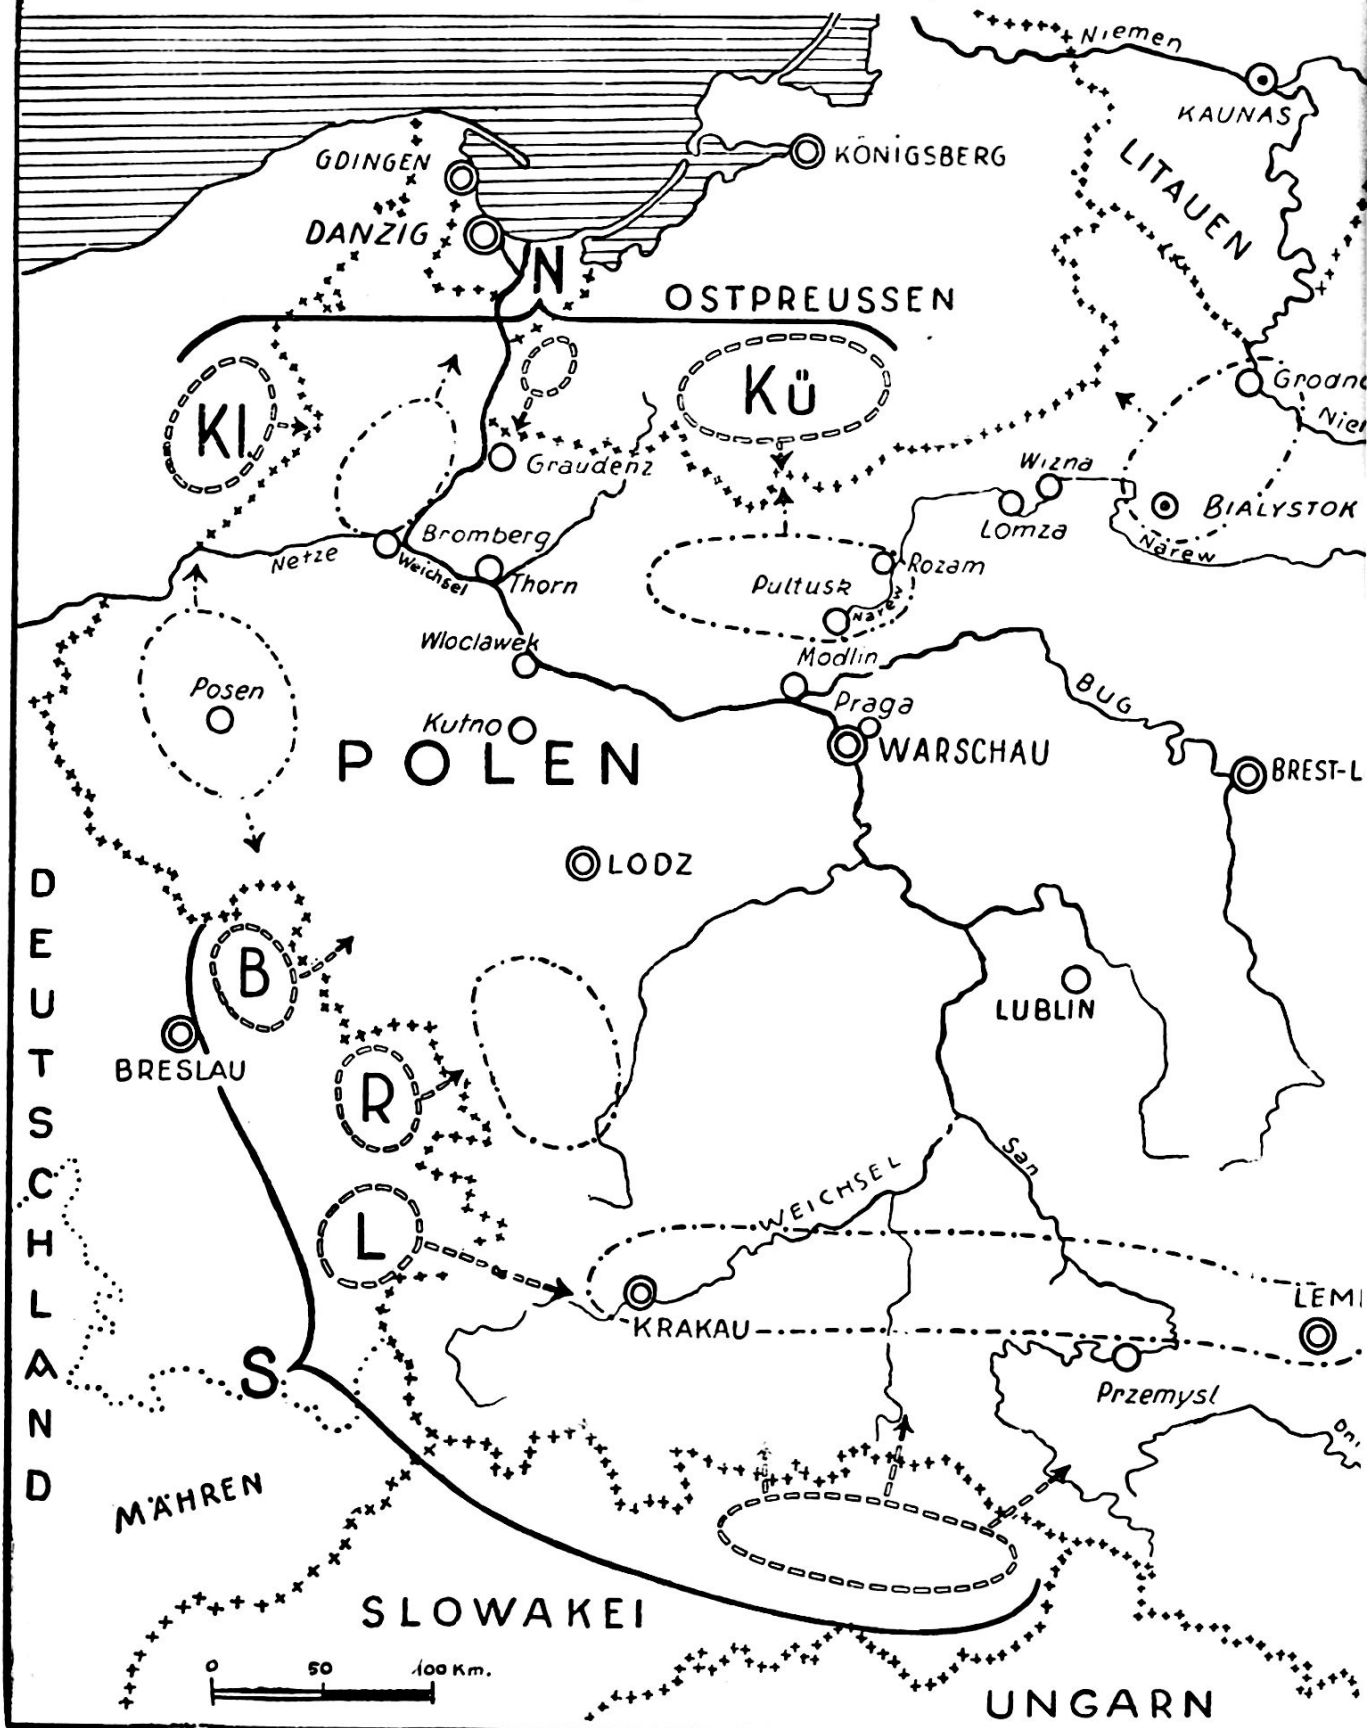 Niemen
KAUNAS
LITAUEN
GDINGEN
KÖNIGSBERG
DANZIG
N
OSTPREUSSEN
Kl
Kü
Grodno
Graudenz
Wizna
Lomza
BIALYSTOK
Narew
Netze
Bromberg
Weichsel
Thorn
Rozam
Pultusk
Narew
Wloclawek
Modlin
BUG
Posen
Praga
Kutno
WARSCHAU
BREST-L
POLEN
LODZ
DEUTSCHLAND
B
BRESLAU
LUBLIN
R
San
WEICHSEL
L
KRAKAU
LEM
S
Przemysl
MÄHREN
SLOWAKEI
0 50 100 Km.
UNGARN